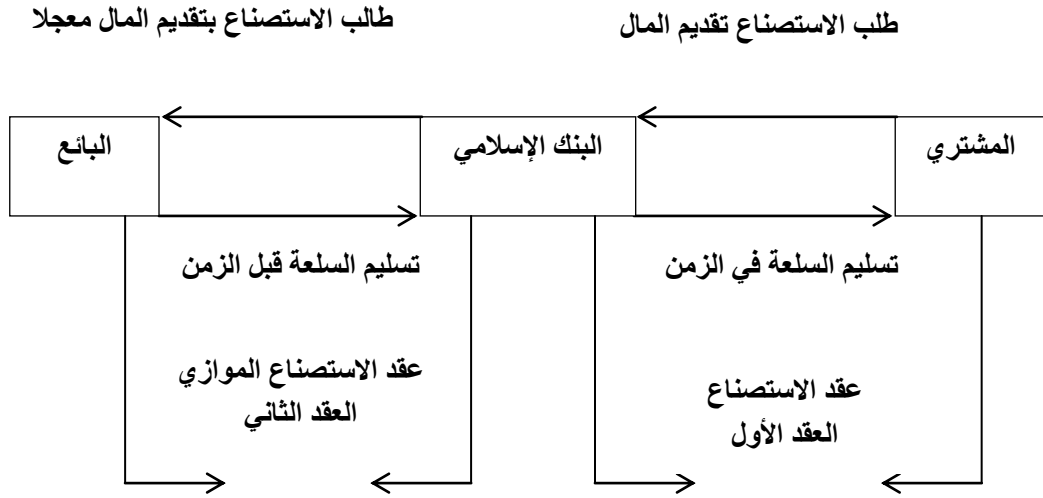 طلب الاستصناع تقديم المال
طالب الاستصناع بتقديم المال معجلا
المشتري
البنك الإسلامي
البائع
تسليم السلعة في الزمن
تسليم السلعة قبل الزمن
عقد الاستصناع
العقد الأول
عقد الاستصناع الموازي
العقد الثاني